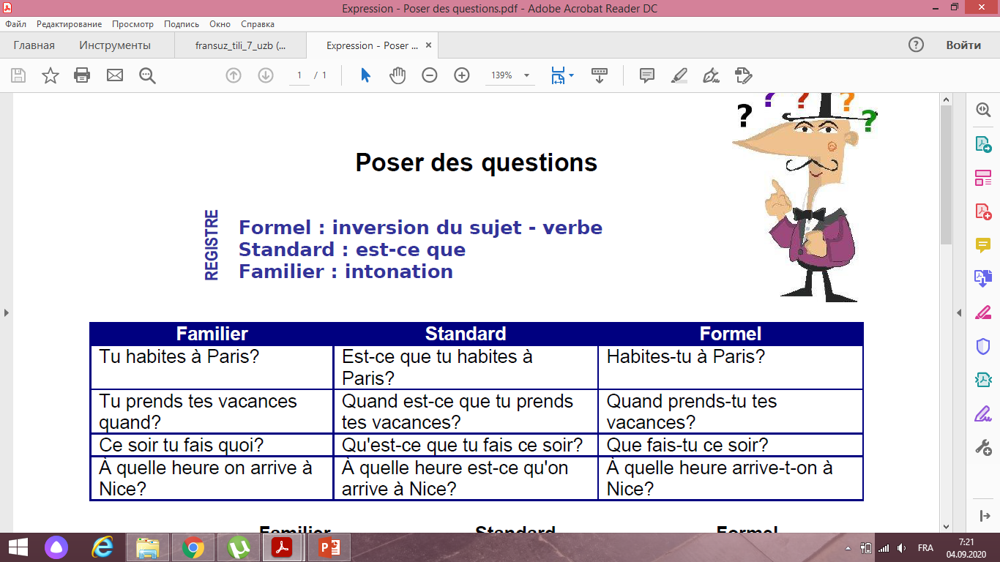 Expression - Poser des questions.pdf - Adobe Acrobat Reader DC
Файл Редактирование Просмотр Подпись Окно Справка
Главная Инструменты fransuz_tili_7_uzb (... Expression - Poser ... × Войти
1 / 1 139%
? ? ? ? ?
Poser des questions
REGISTRE
Formel : inversion du sujet - verbe
Standard : est-ce que
Familier : intonation
Familier Standard Formel
Tu habites à Paris? Est-ce que tu habites à Habites-tu à Paris?
Paris?
Tu prends tes vacances Quand est-ce que tu prends Quand prends-tu tes
quand? tes vacances? vacances?
Ce soir tu fais quoi? Qu'est-ce que tu fais ce soir? Que fais-tu ce soir?
À quelle heure on arrive à À quelle heure est-ce qu'on À quelle heure arrive-t-on à
Nice? arrive à Nice? Nice?
Familier Standard Formel
FRA 7:21
04.09.2020